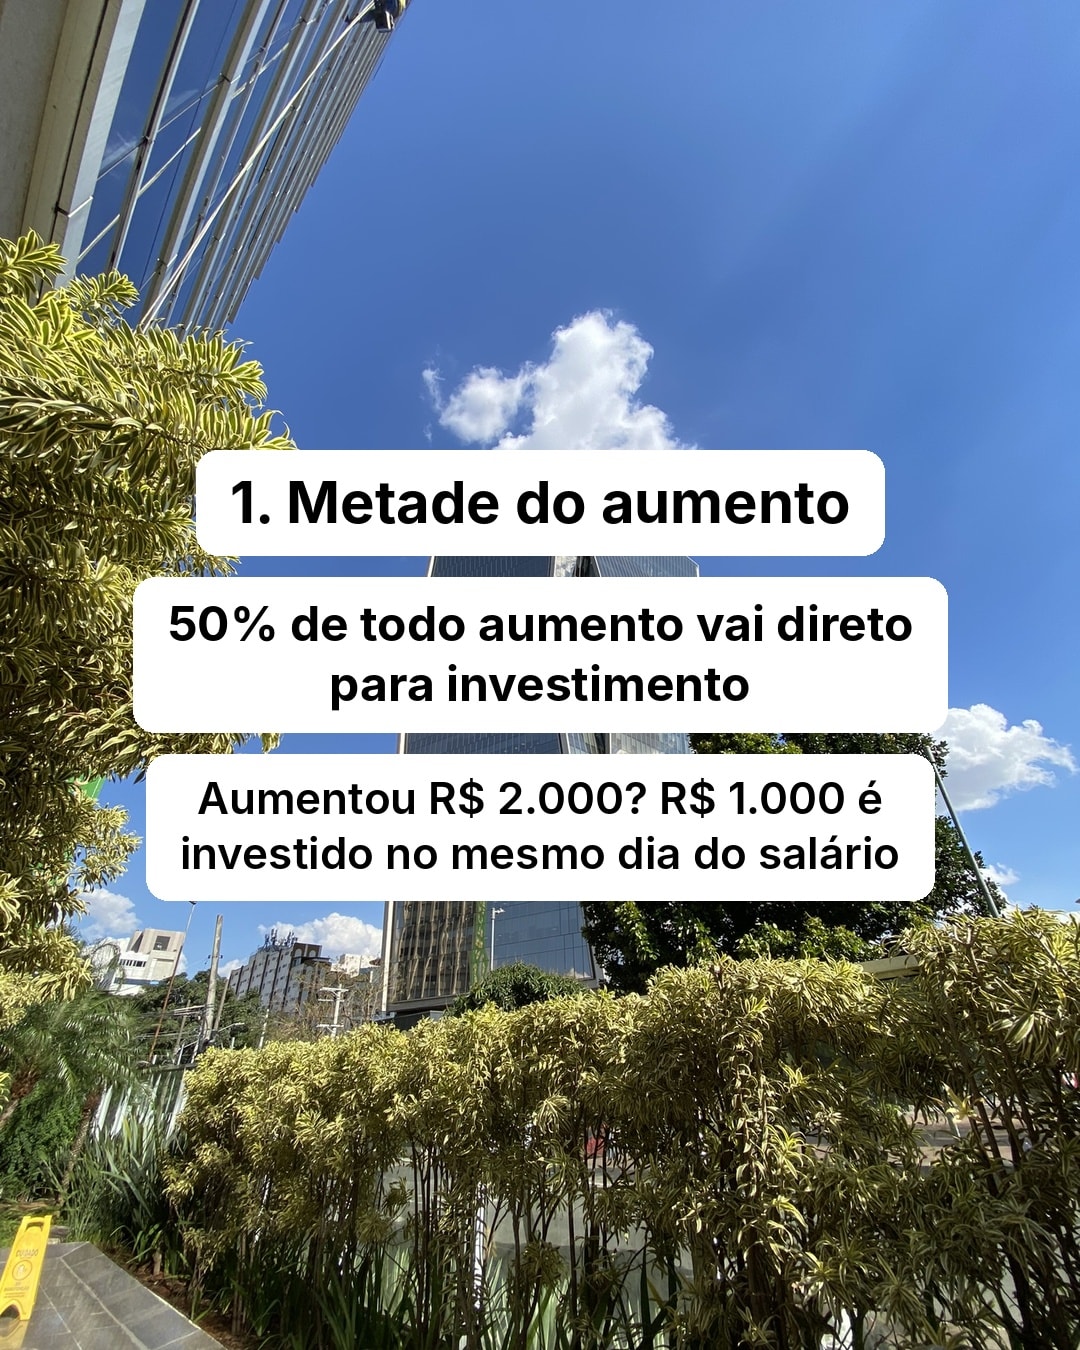 1. Metade do aumento
50% de todo aumento vai direto
para investimento
Aumentou R$ 2.000? R$ 1.000 é
investido no mesmo dia do salário
CUIDADO